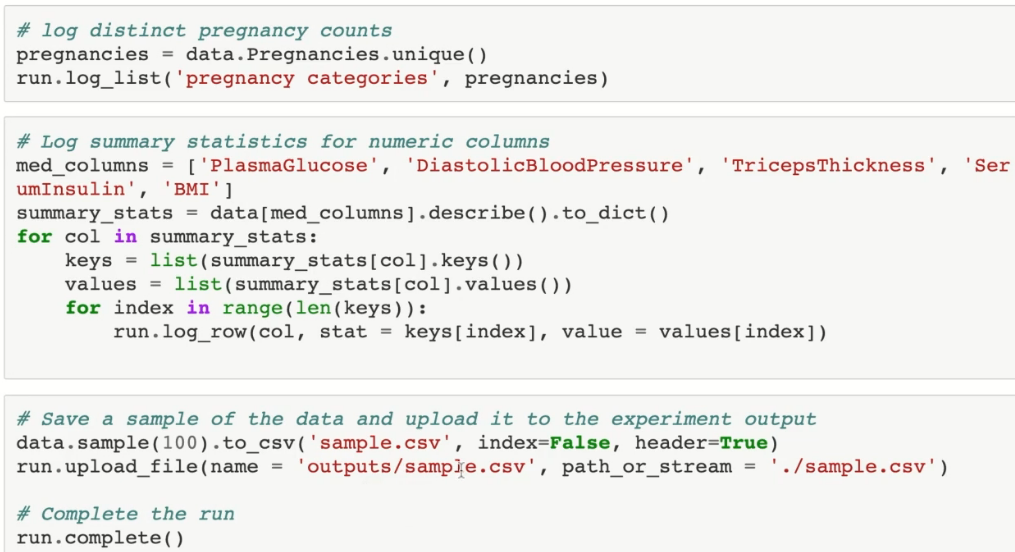 # log distinct pregnancy counts
pregnancies = data.Pregnancies.unique()
run.log_list('pregnancy categories', pregnancies)
# Log summary statistics for numeric columns
med_columns = ['PlasmaGlucose', 'DiastolicBloodPressure', 'TricepsThickness', 'Ser
umInsulin', 'BMI']
summary_stats = data[med_columns].describe().to_dict()
for col in summary_stats:
    keys = list(summary_stats[col].keys())
    values = list(summary_stats[col].values())
    for index in range(len(keys)):
        run.log_row(col, stat = keys[index], value = values[index])
# Save a sample of the data and upload it to the experiment output
data.sample(100).to_csv('sample.csv', index=False, header=True)
run.upload_file(name = 'outputs/sample.csv', path_or_stream = './sample.csv')
# Complete the run
run.complete()